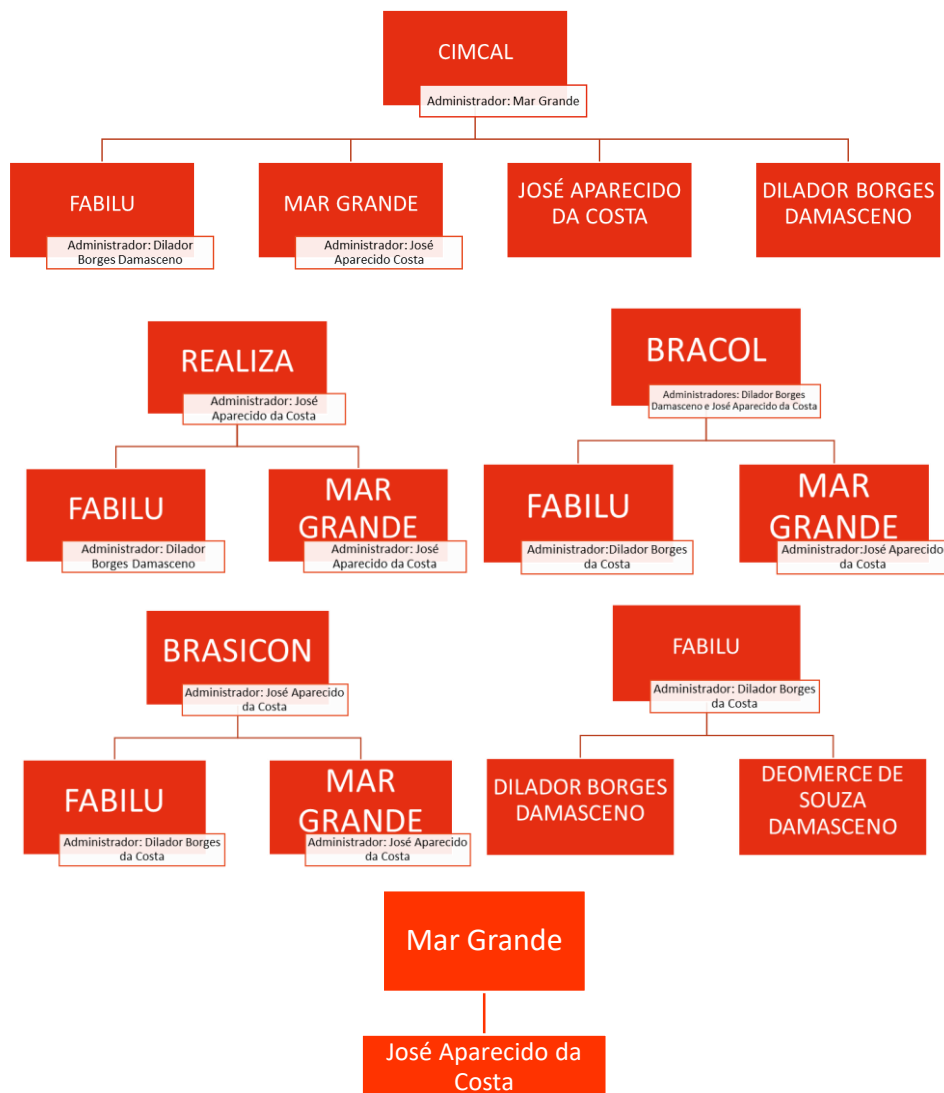 CIMCAL
Administrador: Mar Grande
FABILU
Administrador: Dilador
Borges Damasceno
MAR GRANDE
Administrador: José
Aparecido Costa
JOSÉ APARECIDO
DA COSTA
DILADOR BORGES
DAMASCENO
REALIZA
Administrador: José
Aparecido da Costa
BRACOL
Administradores: Dilador Borges
Damasceno e José Aparecido da Costa
FABILU
Administrador: Dilador
Borges Damasceno
MAR
GRANDE
Administrador: José
Aparecido da Costa
FABILU
Administrador:Dilador Borges
da Costa
MAR
GRANDE
Administrador:José Aparecido
da Costa
BRASICON
Administrador: José Aparecido
da Costa
FABILU
Administrador: Dilador Borges
da Costa
FABILU
Administrador: Dilador Borges
da Costa
MAR
GRANDE
Administrador: José Aparecido
da Costa
DILADOR BORGES
DAMASCENO
DEOMERCE DE
SOUZA
DAMASCENO
Mar Grande
José Aparecido da
Costa